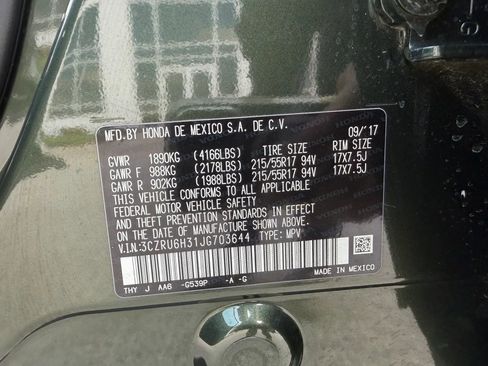 MFD.BY HONDA DE MEXICO S.A. DE C.V. 09/17
GVWR 1890KG (4166LBS) TIRE SIZE RIM SIZE
GAWR F 988KG (2178LBS) 215/55R17 94V 17X7.5J
GAWR R 902KG (1988LBS) 215/55R17 94V 17X7.5J
THIS VEHICLE CONFORMS TO ALL APPLICABLE
FEDERAL MOTOR VEHICLE SAFETY
AND THEFT PREVENTION STANDARDS IN EFFECT
ON THE DATE OF MANUFACTURE SHOWN ABOVE.
V.I.N:3CZRU6H31JG703644 TYPE: MPV
THY J AA6 -G539P -A -G MADE IN MEXICO